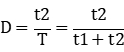 D = t2/T = t2/(t1 + t2)